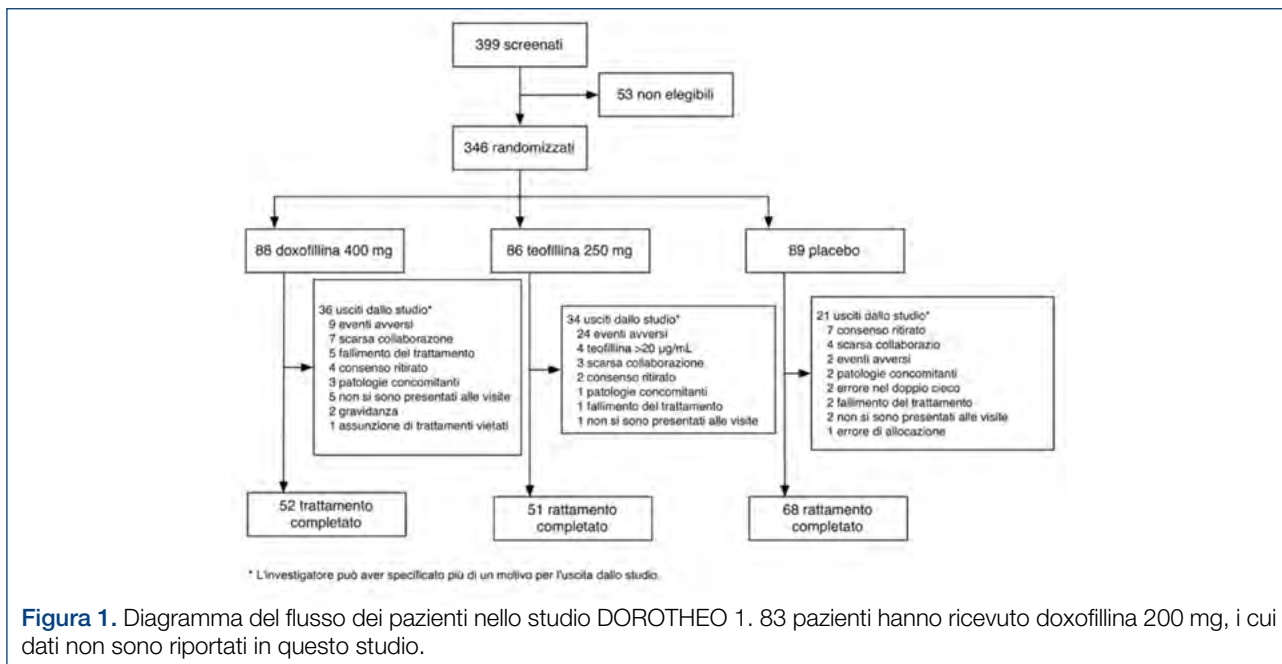 399 screenati
53 non elegibili
346 randomizzati
88 doxofillina 400 mg
86 teofillina 250 mg
89 placebo
36 usciti dallo studio*
9 eventi avversi
7 scarsa collaborazone
5 fallimento del trattamento
4 consenso ritirato
3 patologie concomitanti
5 non si sono presentati alle visite
2 gravidanza
1 assunzione di trattamenti vietati
34 usciti dallo studio*
24 eventi avversi
4 teofillina >20 µg/mL
3 scarsa collaborazione
2 consenso ritirato
1 patologie concomitanti
1 fallimento del trattamento
1 non si sono presentati alle visite
21 usciti dallo studio*
7 consenso ritirato
4 scarsa collaborazio
2 eventi avversi
2 patologie concomitanti
2 errore nel doppio cieco
2 fallimento del trattamento
2 non si sono presentati alle visite
1 errore di allocazione
52 trattamento
completato
51 rattamento
completato
68 rattamento
completato
* L'investigatore può aver specificato più di un motivo per l'uscita dallo studio.
Figura 1. Diagramma del flusso dei pazienti nello studio DOROTHEO 1. 83 pazienti hanno ricevuto doxofillina 200 mg, i cui
dati non sono riportati in questo studio.